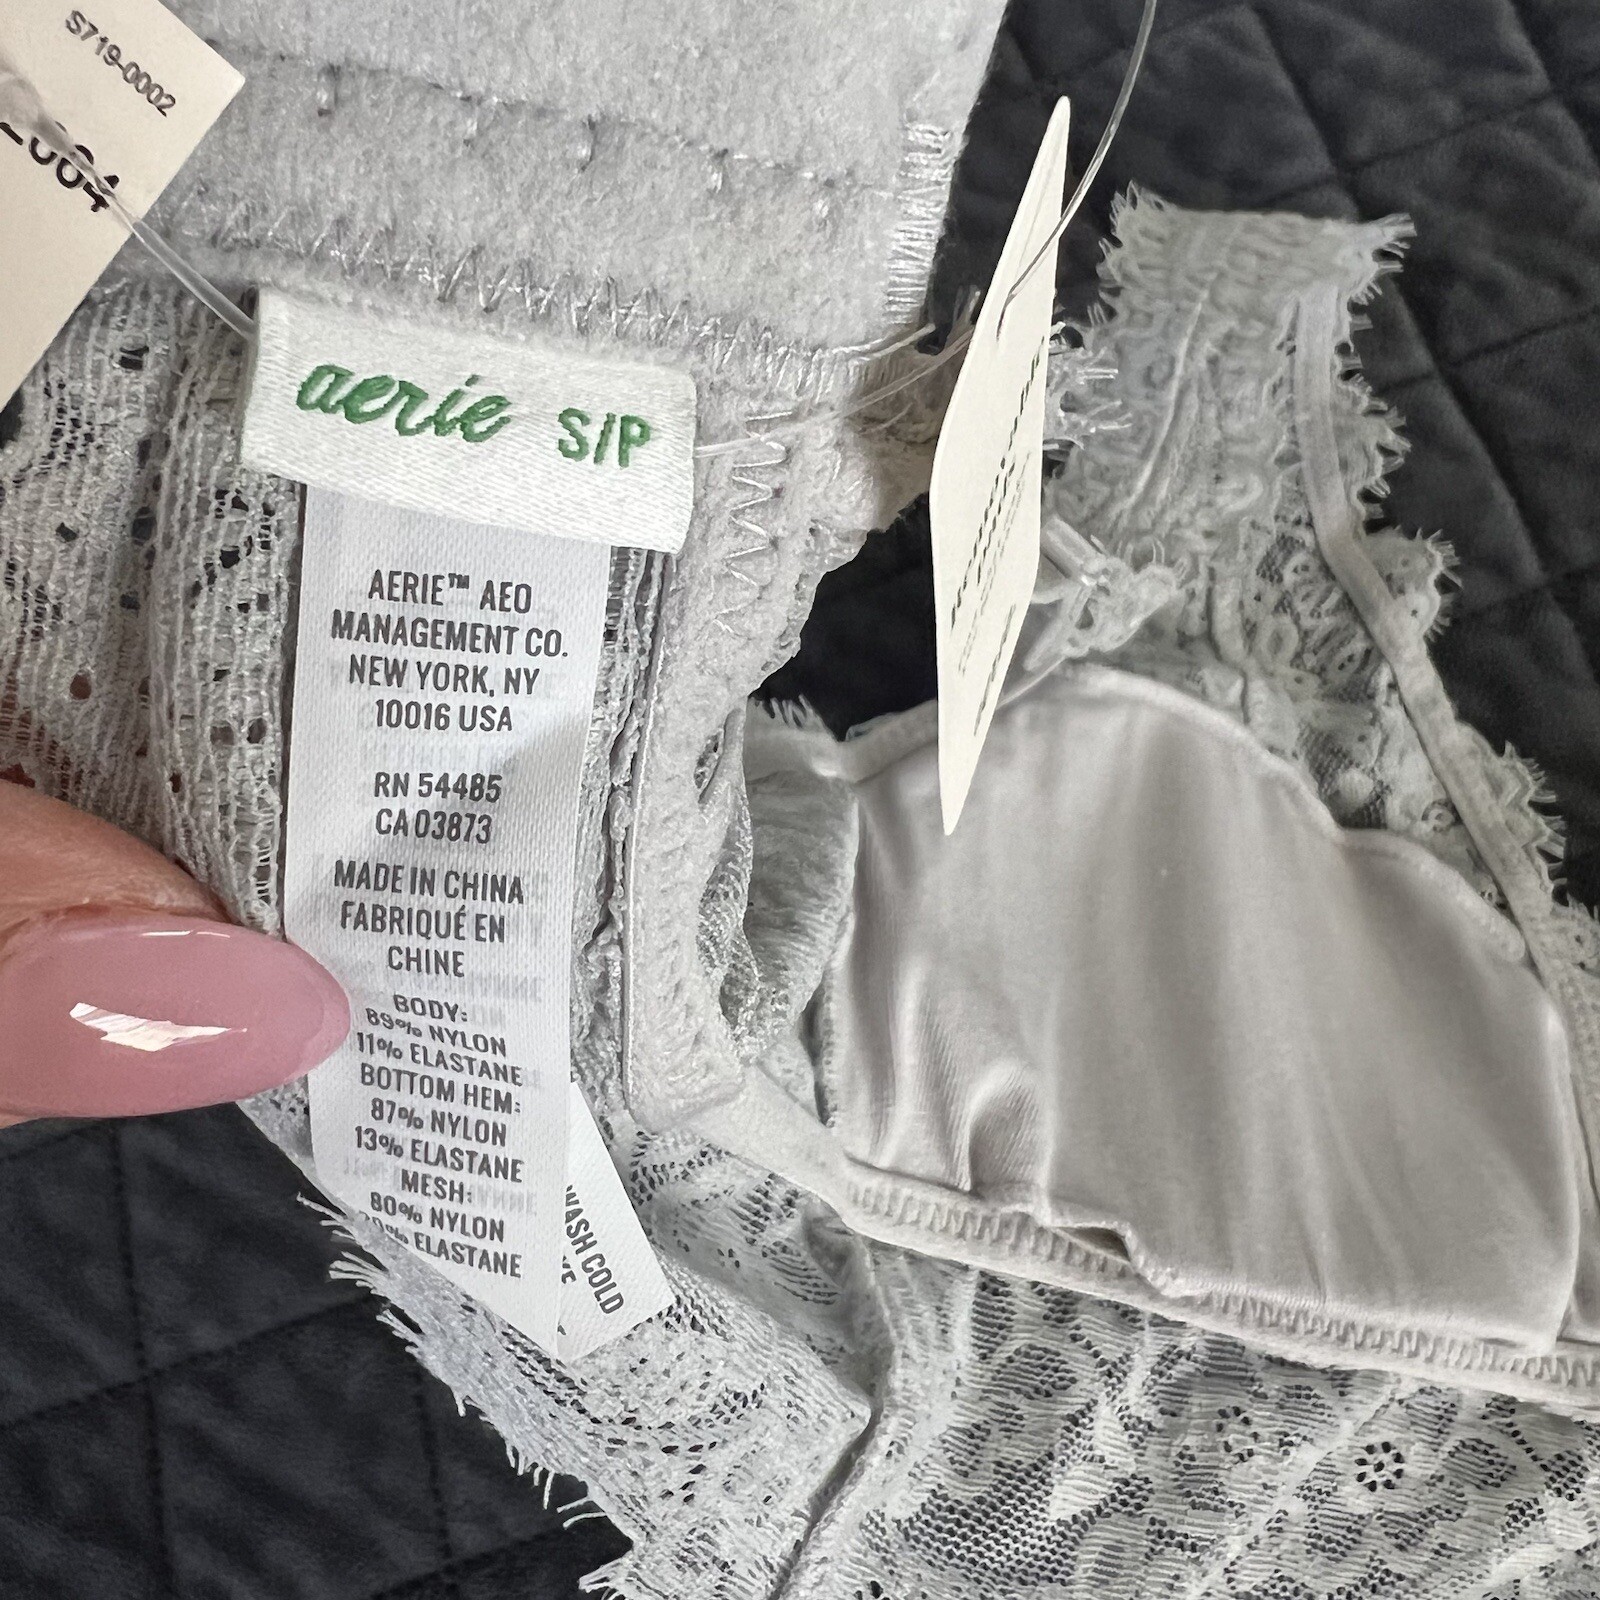 S719-0002
aerie S/P
AERIE™ AEO
MANAGEMENT CO.
NEW YORK, NY
10016 USA
RN 54485
CA 03873
MADE IN CHINA
FABRIQUÉ EN
CHINE
BODY:
89% NYLON
11% ELASTANE
BOTTOM HEM:
87% NYLON
13% ELASTANE
MESH:
80% NYLON
20% ELASTANE
WASH COLD